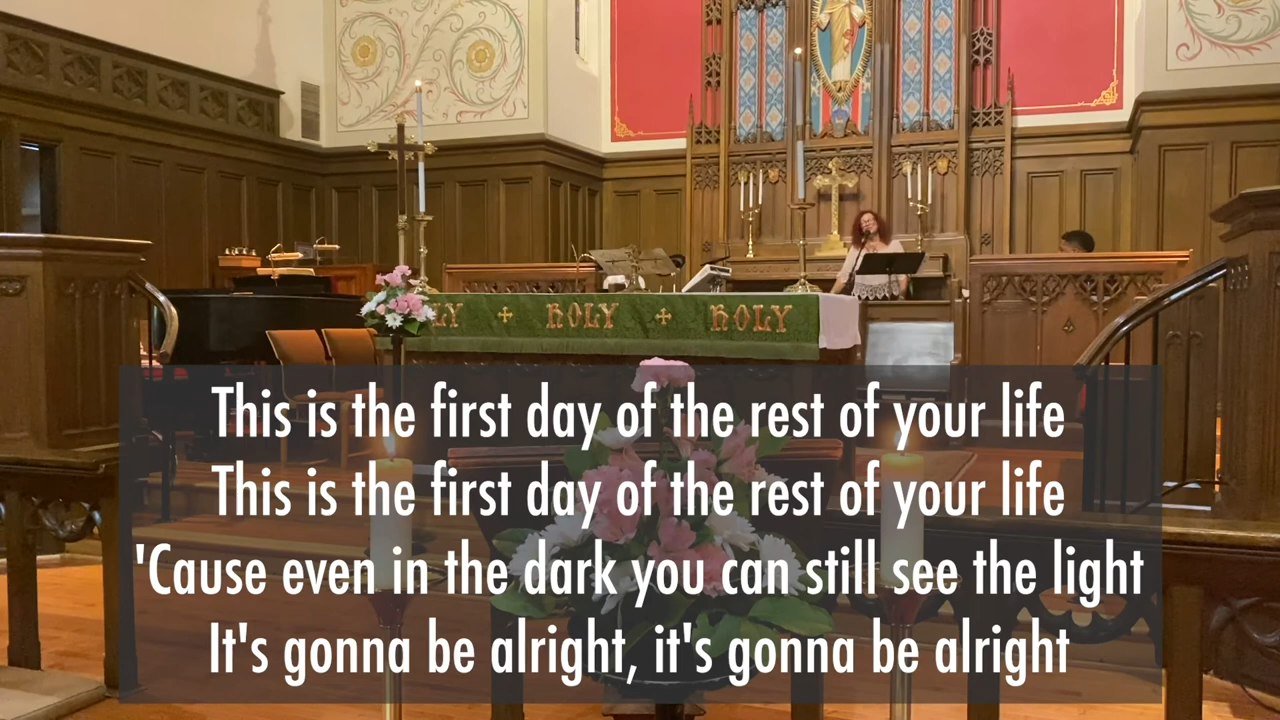 LY HOLY HOLY
This is the first day of the rest of your life
This is the first day of the rest of your life
'Cause even in the dark you can still see the light
It's gonna be alright, it's gonna be alright